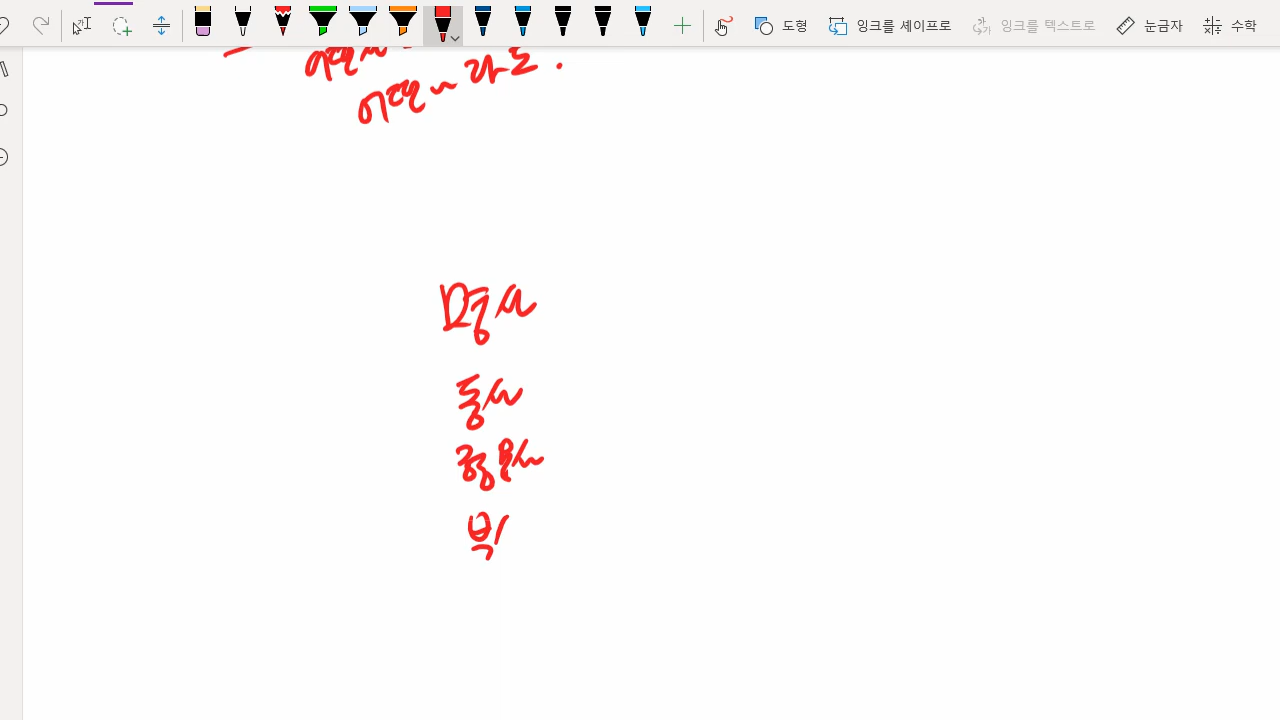 도형 잉크를 셰이프로 잉크를 텍스트로 눈금자 수학
어떤 ~ 라도.
명사
동사
형용사
부